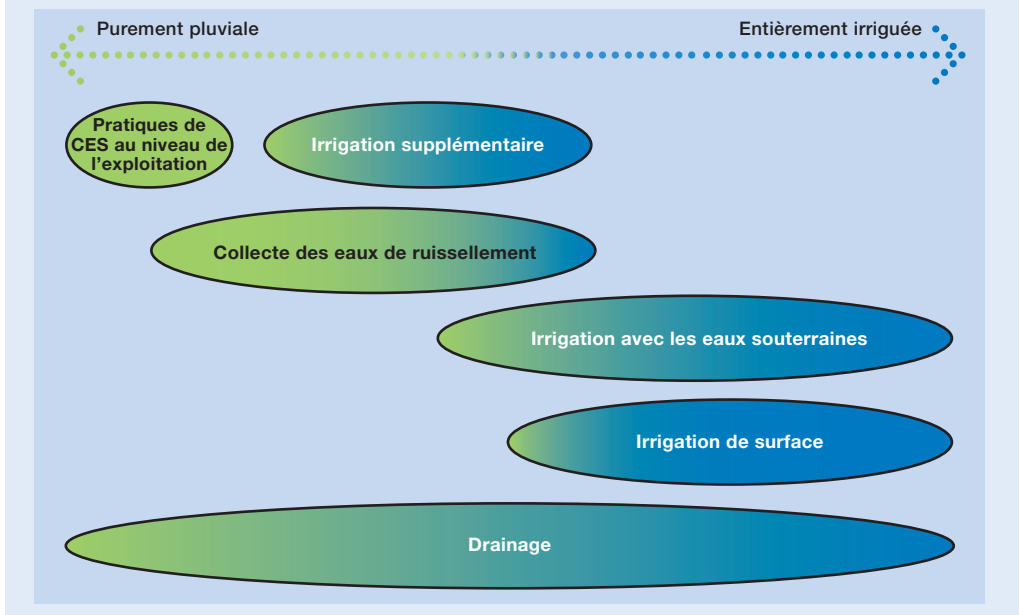 Purement pluviale
Entièrement irriguée
Pratiques de
CES au niveau de
l’exploitation
Irrigation supplémentaire
Collecte des eaux de ruissellement
Irrigation avec les eaux souterraines
Irrigation de surface
Drainage